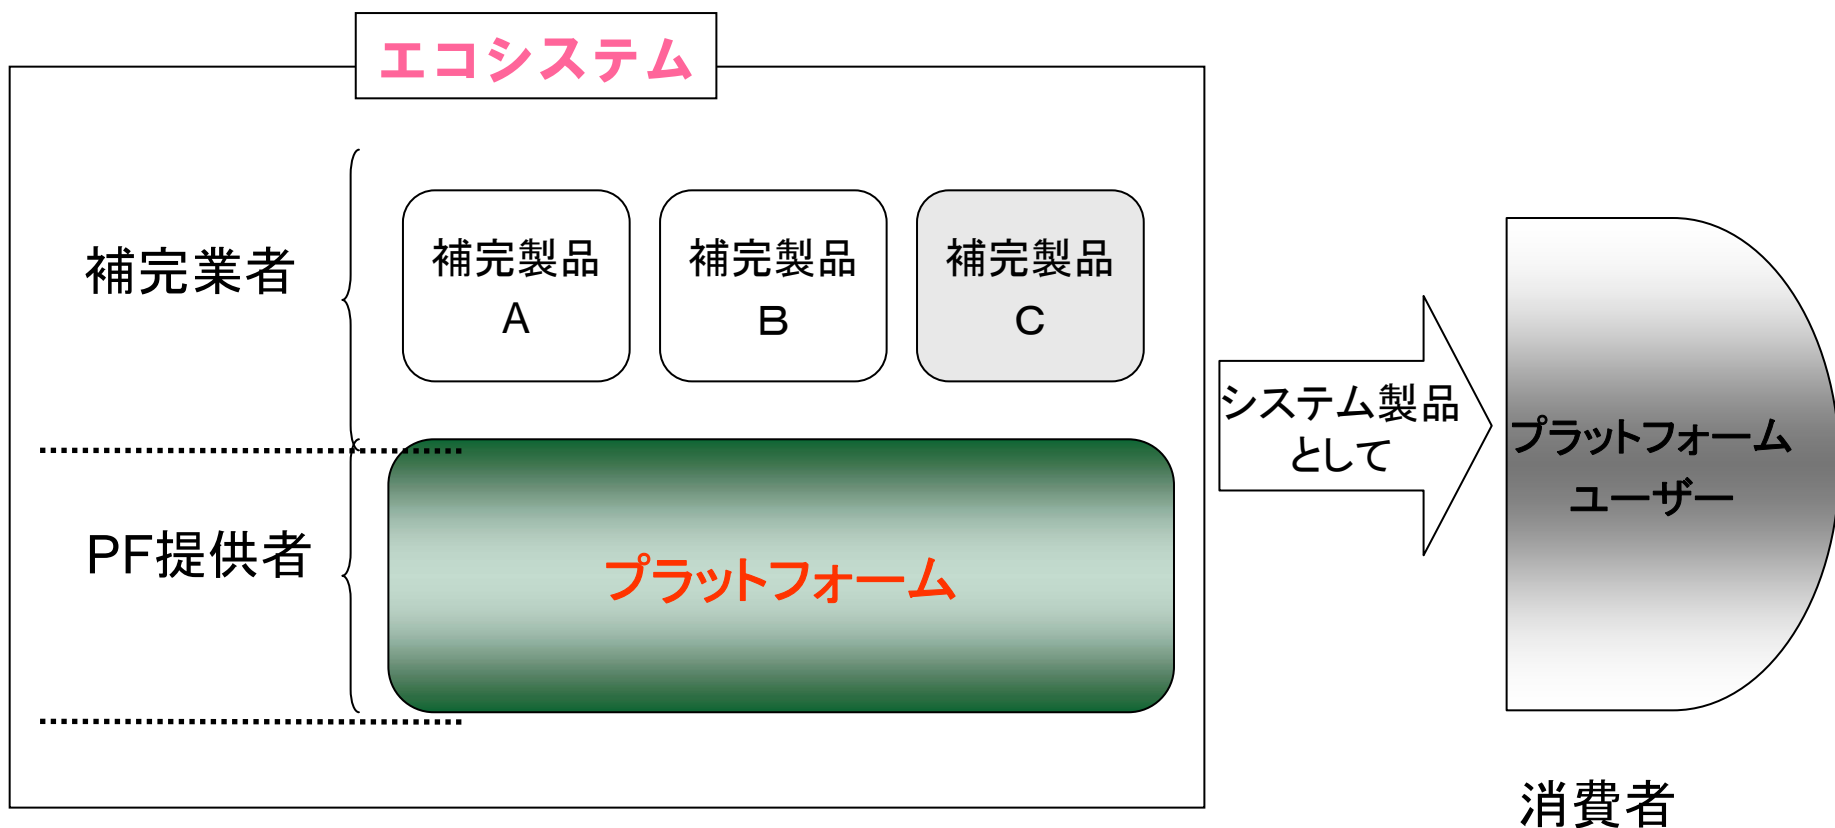 エコシステム
補完業者
補完製品
A
補完製品
B
補完製品
C
PF提供者
プラットフォーム
システム製品
として
プラットフォーム
ユーザー
消費者